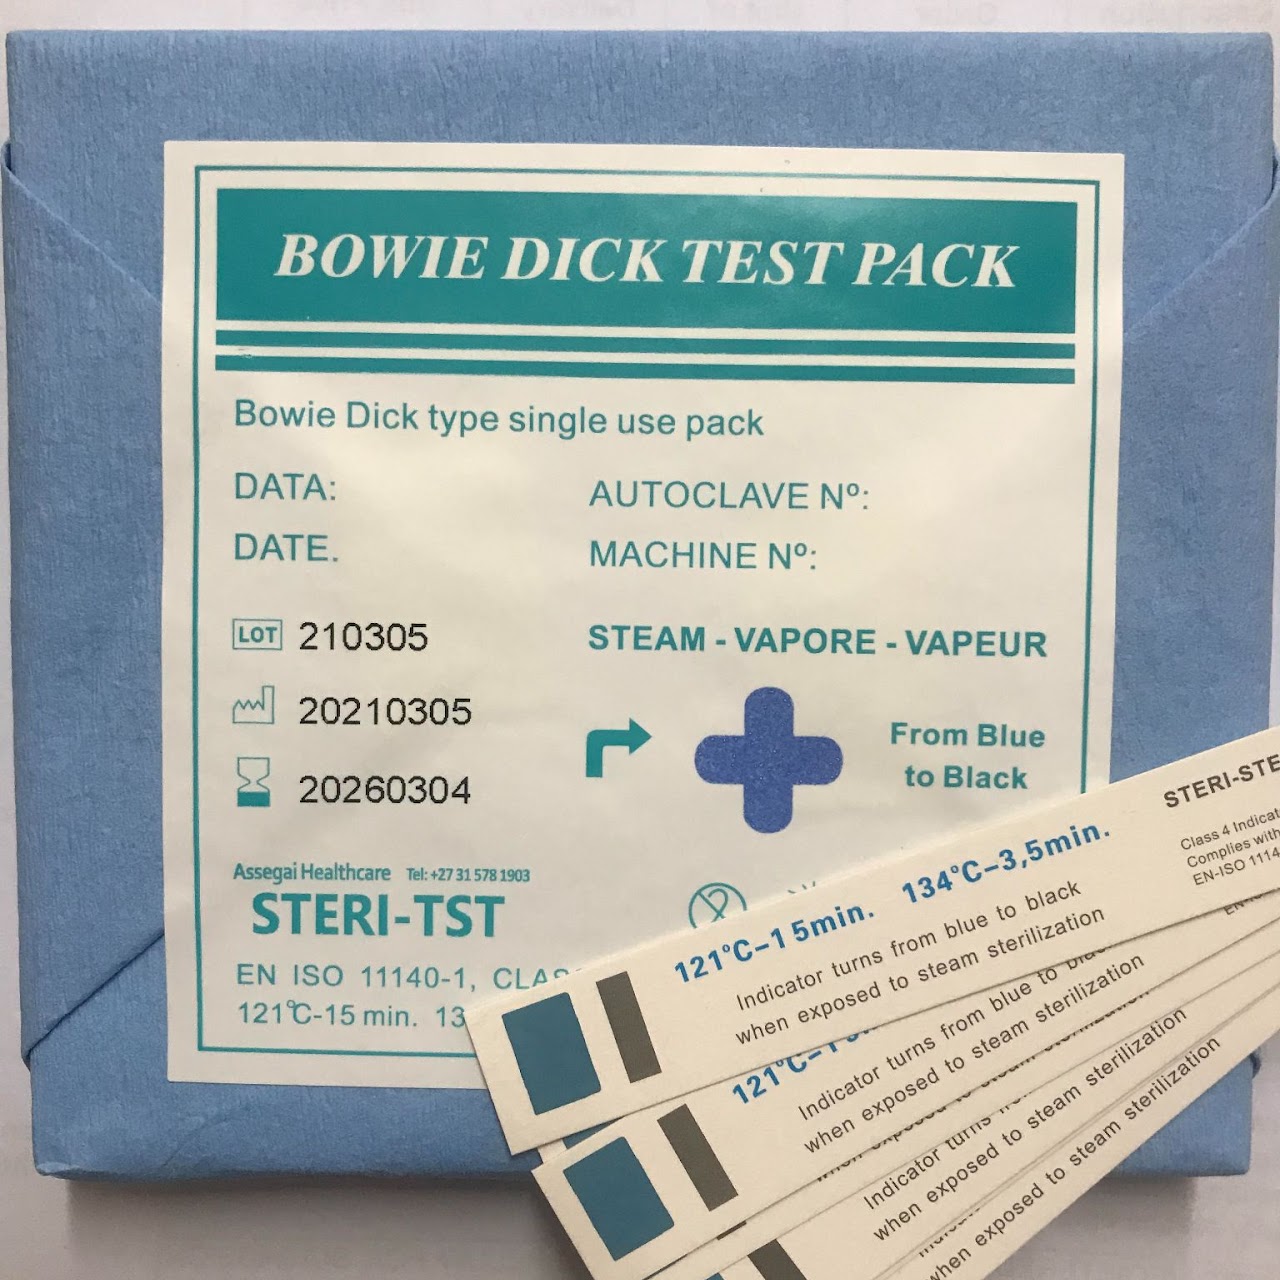 BOWIE DICK TEST PACK
Bowie Dick type single use pack
DATA:
AUTOCLAVE Nº:
DATE.
MACHINE Nº:
LOT 210305
STEAM - VAPORE - VAPEUR
20210305
From Blue
to Black
20260304
Assegai Healthcare Tel: +27 31 578 1903
STERI-TST
EN ISO 11140-1,
121℃-15 min.
121°C-15min. 134°C-3,5min.
Indicator turns from blue to black
when exposed to steam sterilization
Class 4
Complies with
EN-ISO
121°C
Indicator turns from blue to
when exposed to steam sterilization
Indicator turns
when exposed to steam sterilization
when exposed to steam sterilization